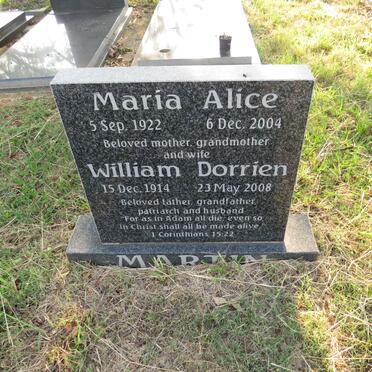 Maria Alice
5 Sep. 1922 6 Dec. 2004
Beloved mother, grandmother
and wife
William Dorrien
15 Dec. 1914 23 May 2008
Beloved father, grandfather
patriarch and husband
"For as in Adam all die; even so
in Christ shall all be made alive"
1 Corinthians 15:22
MARTIN